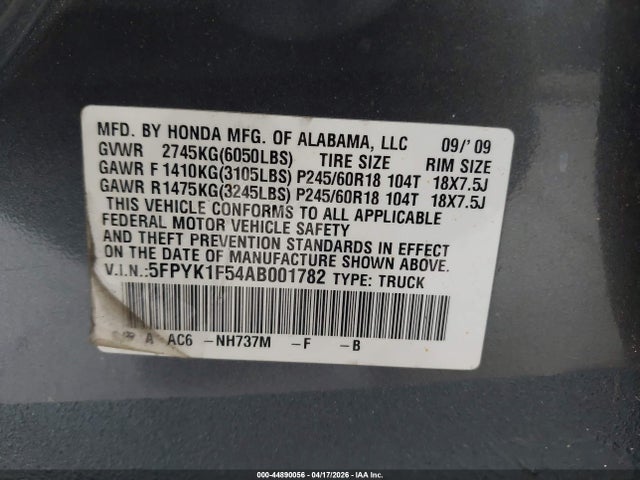 MFD. BY HONDA MFG. OF ALABAMA, LLC 09/'09
GVWR 2745KG(6050LBS) TIRE SIZE RIM SIZE
GAWR F 1410KG(3105LBS) P245/60R18 104T 18X7.5J
GAWR R 1475KG(3245LBS) P245/60R18 104T 18X7.5J
THIS VEHICLE CONFORMS TO ALL APPLICABLE
FEDERAL MOTOR VEHICLE SAFETY
AND THEFT PREVENTION STANDARDS IN EFFECT
ON THE DATE OF MANUFACTURE SHOWN ABOVE.
V.I.N.:5FPYK1F54AB001782 TYPE: TRUCK
A AC6 -NH737M -F -B
000-44890056 - 04/17/2026 - IAA Inc.